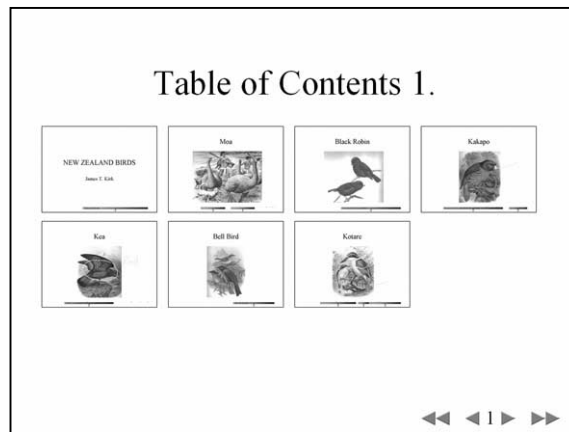 Table of Contents 1.
NEW ZEALAND BIRDS
James T. Kirk
Moa
Black Robin
Kakapo
Kea
Bell Bird
Kotare
1